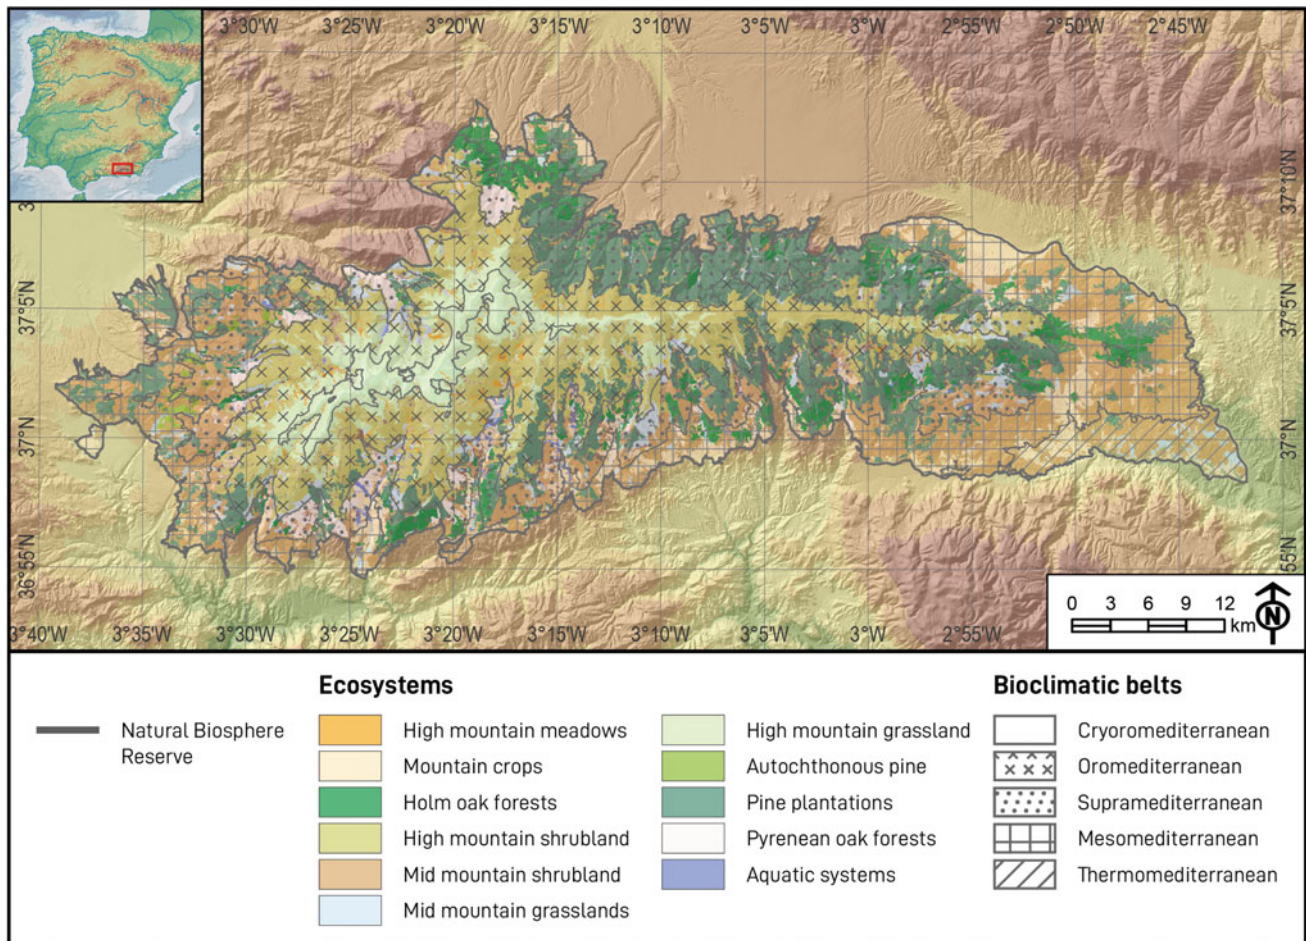 3°30'W 3°25'W 3°20'W 3°15'W 3°10'W 3°5'W 3°W 2°55'W 2°50'W 2°45'W
37°10'N
37°5'N 37°5'N
37°N 37°N
36°55'N 55'N
3°40'W 3°35'W 3°30'W 3°25'W 3°20'W 3°15'W 3°10'W 3°5'W 3°W 2°55'W
0 3 6 9 12
km
N
Natural Biosphere
Reserve
Ecosystems
High mountain meadows
Mountain crops
Holm oak forests
High mountain shrubland
Mid mountain shrubland
Mid mountain grasslands
High mountain grassland
Autochthonous pine
Pine plantations
Pyrenean oak forests
Aquatic systems
Bioclimatic belts
Cryoromediterranean
Oromediterranean
Supramediterranean
Mesomediterranean
Thermomediterranean